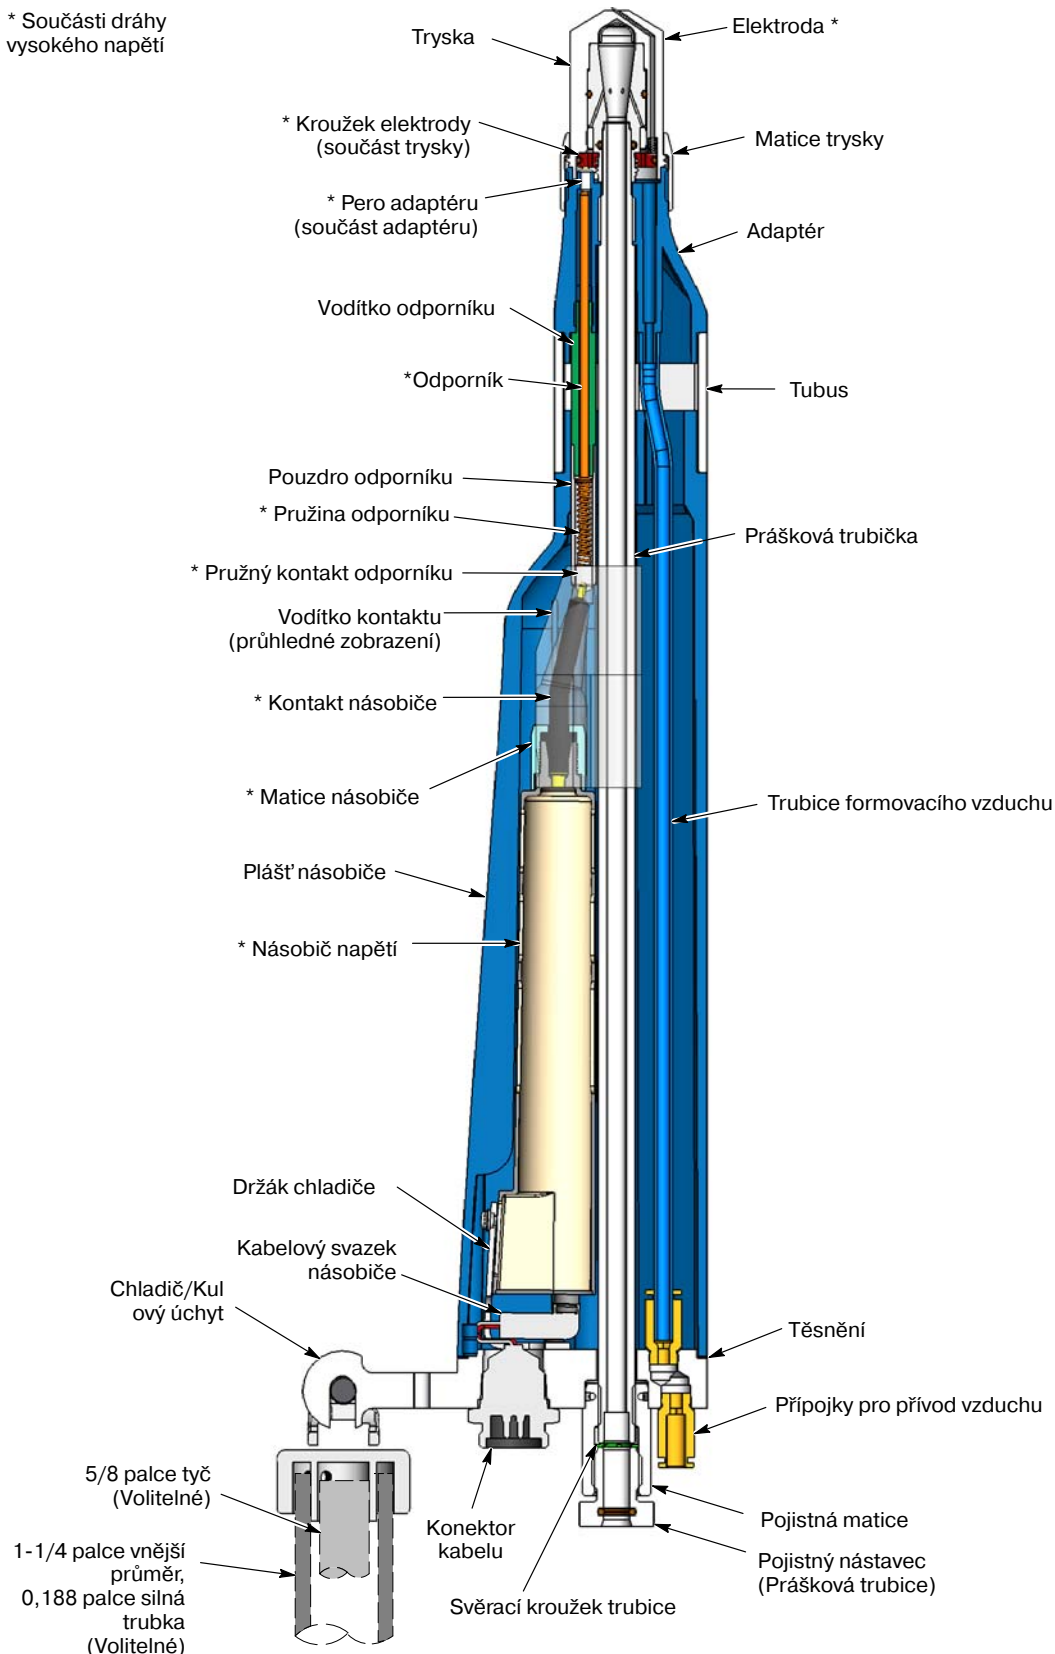 * Součásti dráhy
vysokého napětí
Tryska
Elektroda *
* Kroužek elektrody
(součást trysky)
Matice trysky
* Pero adaptéru
(součást adaptéru)
Adaptér
Vodítko odporníku
*Odporník
Tubus
Pouzdro odporníku
* Pružina odporníku
Prášková trubička
* Pružný kontakt odporníku
Vodítko kontaktu
(průhledné zobrazení)
* Kontakt násobiče
* Matice násobiče
Trubice formovacího vzduchu
Plášť násobiče
* Násobič napětí
Držák chladiče
Kabelový svazek
násobiče
Chladič/Kul
ový úchyt
Těsnění
Přípojky pro přívod vzduchu
5/8 palce tyč
(Volitelné)
Konektor
kabelu
Pojistná matice
1-1/4 palce vnější
průměr,
0,188 palce silná
trubka
(Volitelné)
Pojistný nástavec
(Prášková trubice)
Svěrací kroužek trubice